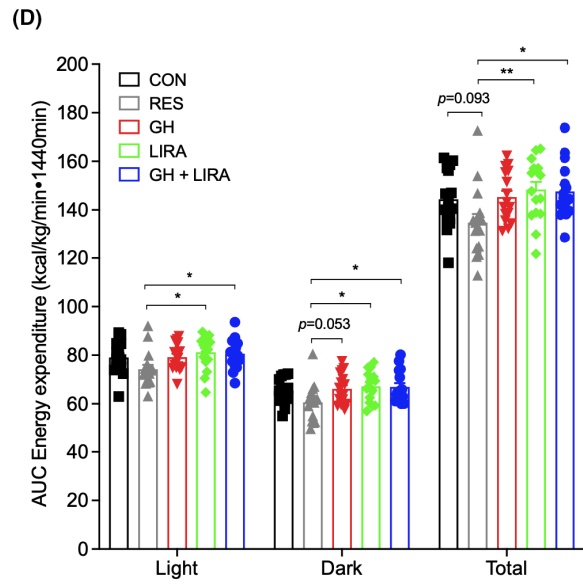 (D)
AUC Energy expenditure (kcal/kg/min•1440min)
200
180
160
140
120
100
80
60
40
20
0
CON
RES
GH
LIRA
GH + LIRA
*
*
*
*
p=0.053
*
**
p=0.093
Light
Dark
Total